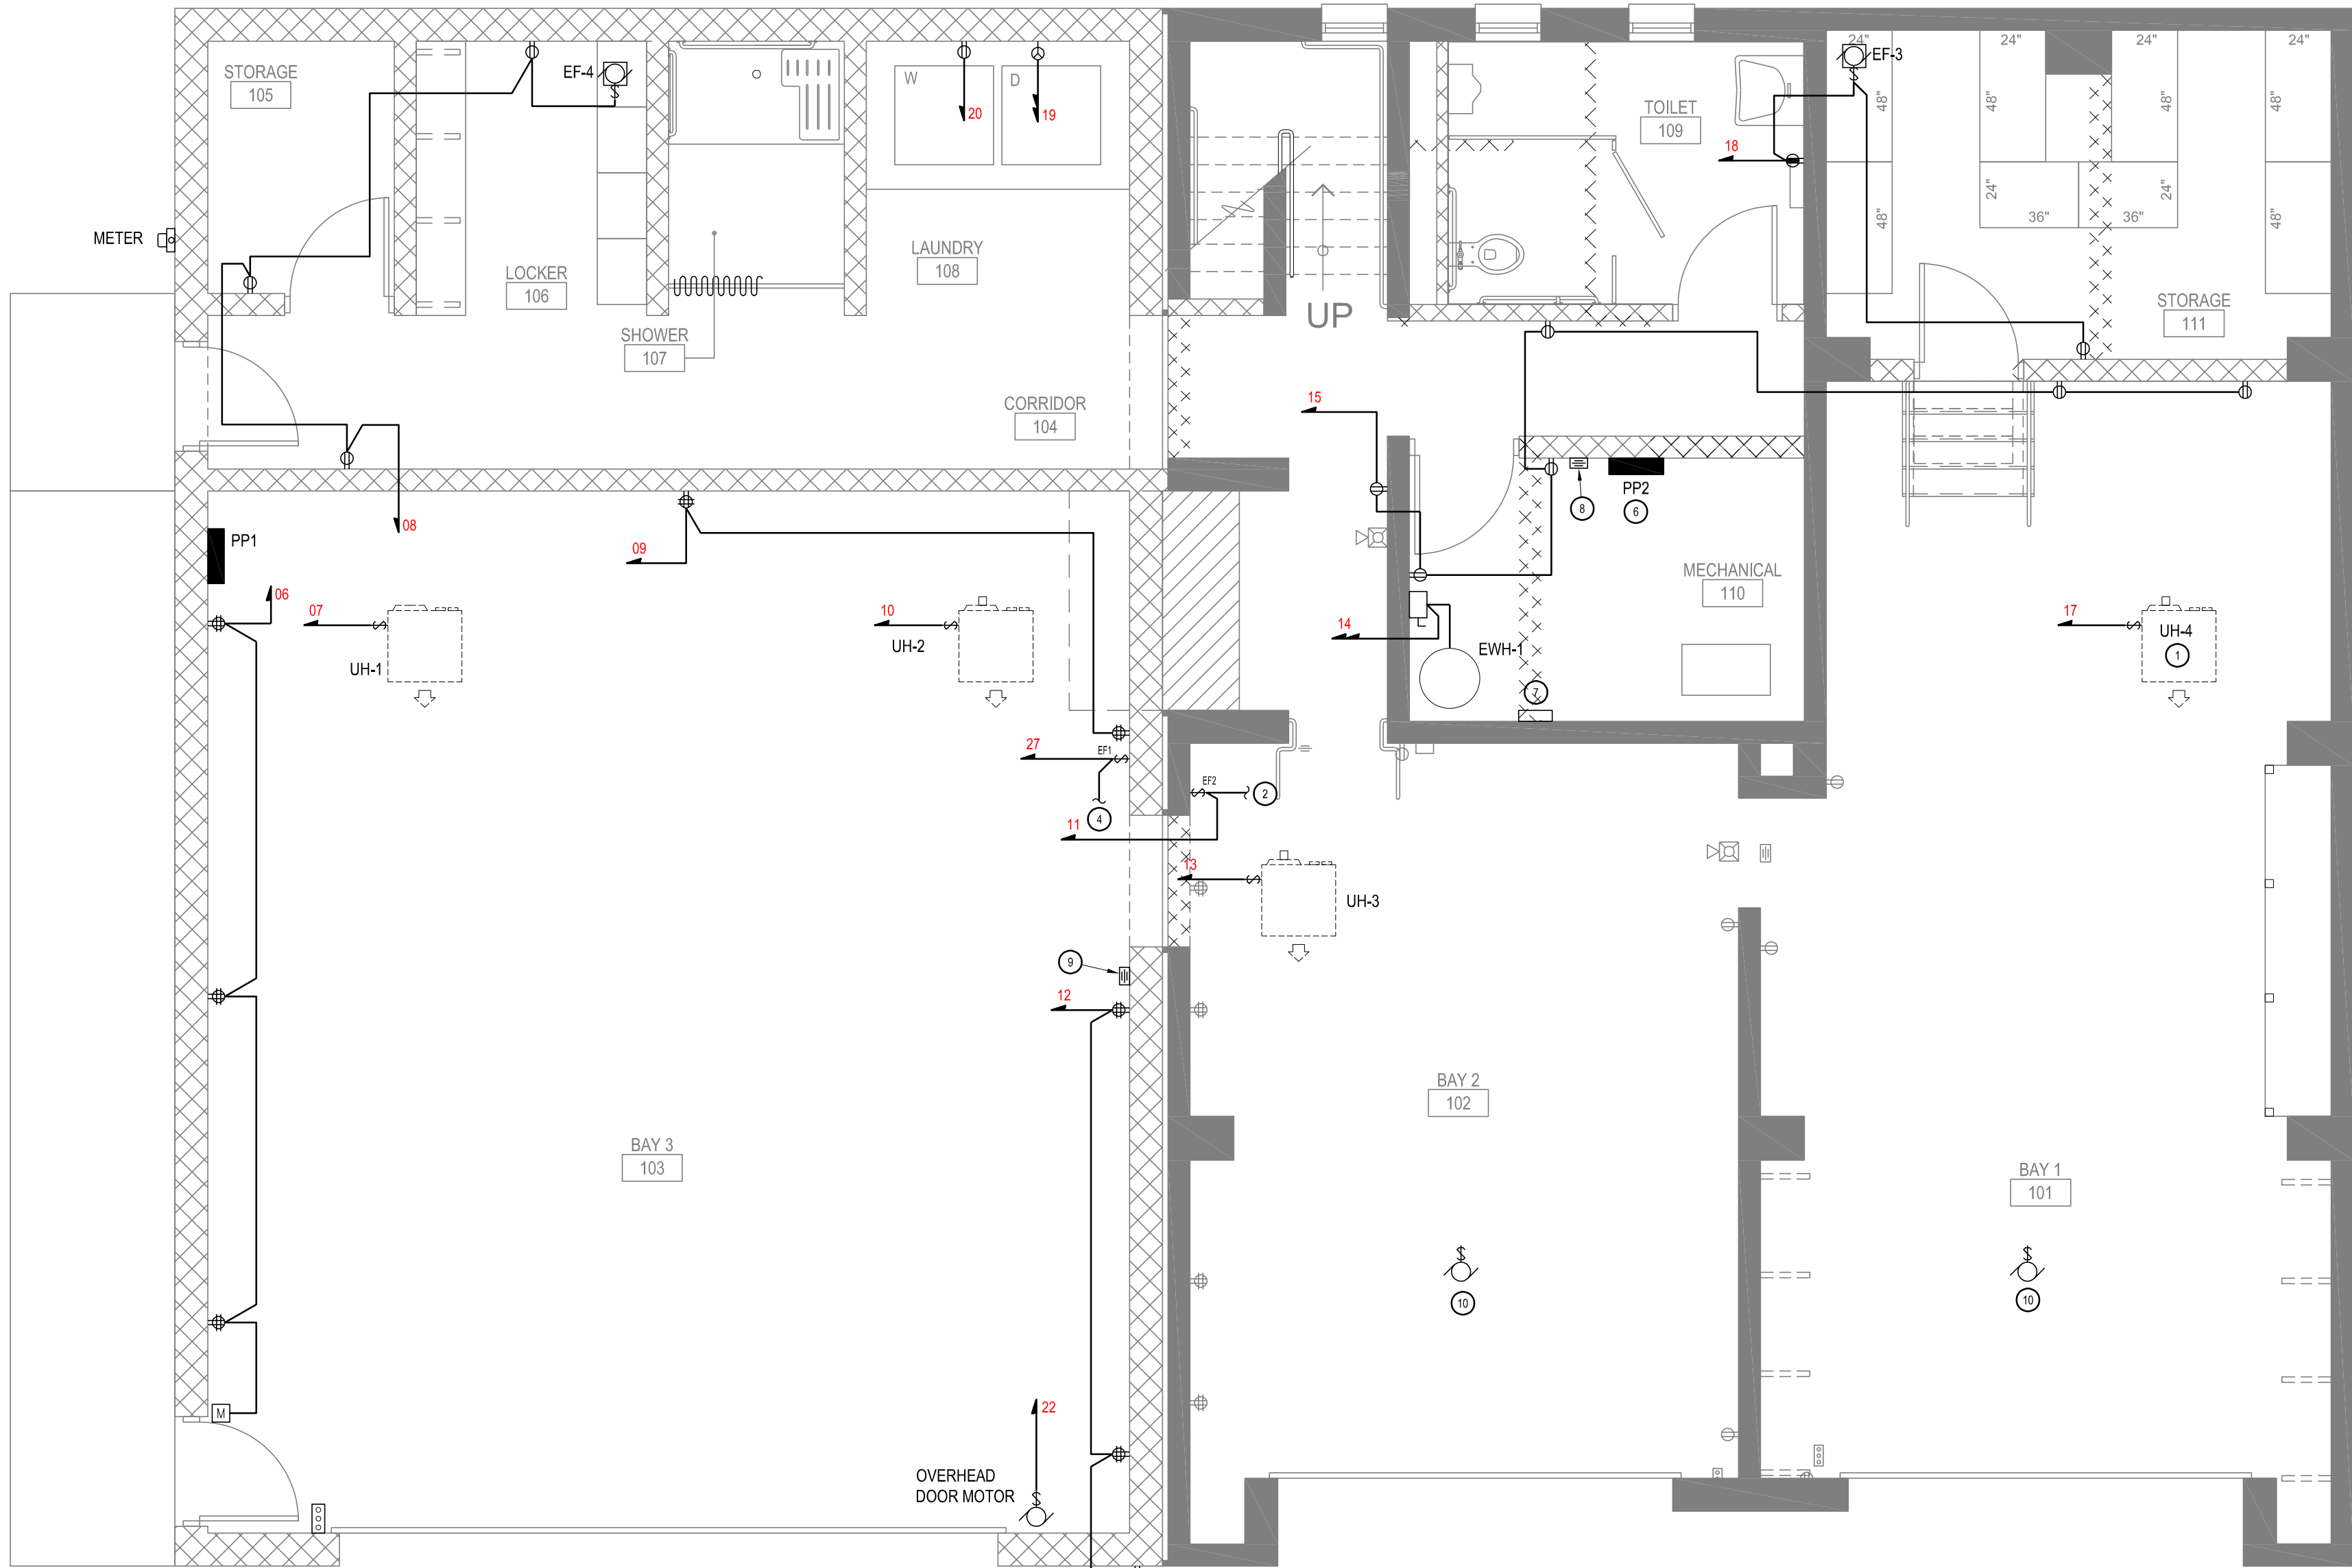 STORAGE
105
EF-4
W
D
20
19
TOILET
109
18
EF-3
24"
24"
24"
24"
48"
48"
48"
48"
48"
24"
24"
48"
36"
36"
METER
LOCKER
106
SHOWER
107
LAUNDRY
108
UP
STORAGE
111
CORRIDOR
104
15
PP1
08
09
8
PP2
6
MECHANICAL
110
06
07
UH-1
10
UH-2
14
EWH-1
7
17
UH-4
1
27
EF1
4
EF2
2
11
13
UH-3
9
12
BAY 3
103
BAY 2
102
BAY 1
101
10
10
M
22
OVERHEAD
DOOR MOTOR